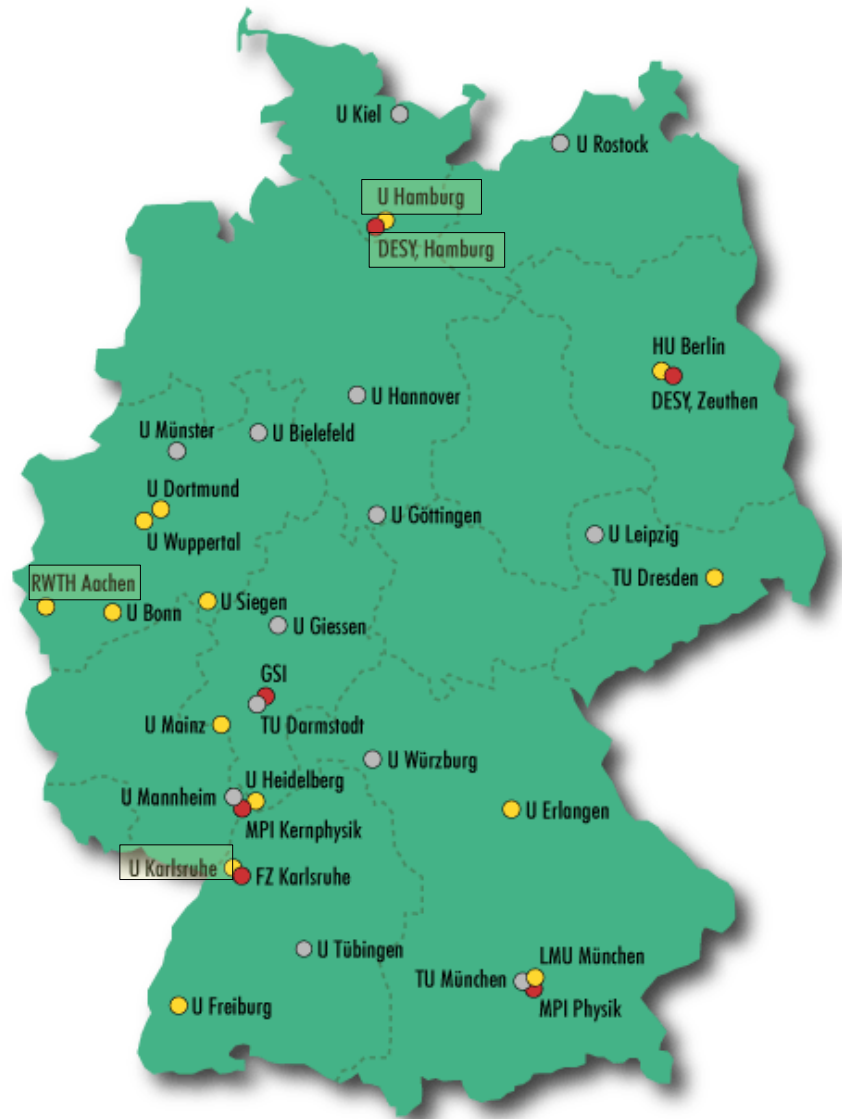 U Kiel
U Rostock
U Hamburg
DESY, Hamburg
HU Berlin
DESY, Zeuthen
U Hannover
U Münster
U Bielefeld
U Dortmund
U Wuppertal
U Göttingen
U Leipzig
TU Dresden
RWTH Aachen
U Bonn
U Siegen
U Giessen
GSI
TU Darmstadt
U Mainz
U Würzburg
U Heidelberg
U Mannheim
MPI Kernphysik
U Erlangen
U Karlsruhe
FZ Karlsruhe
U Tübingen
LMU München
TU München
MPI Physik
U Freiburg